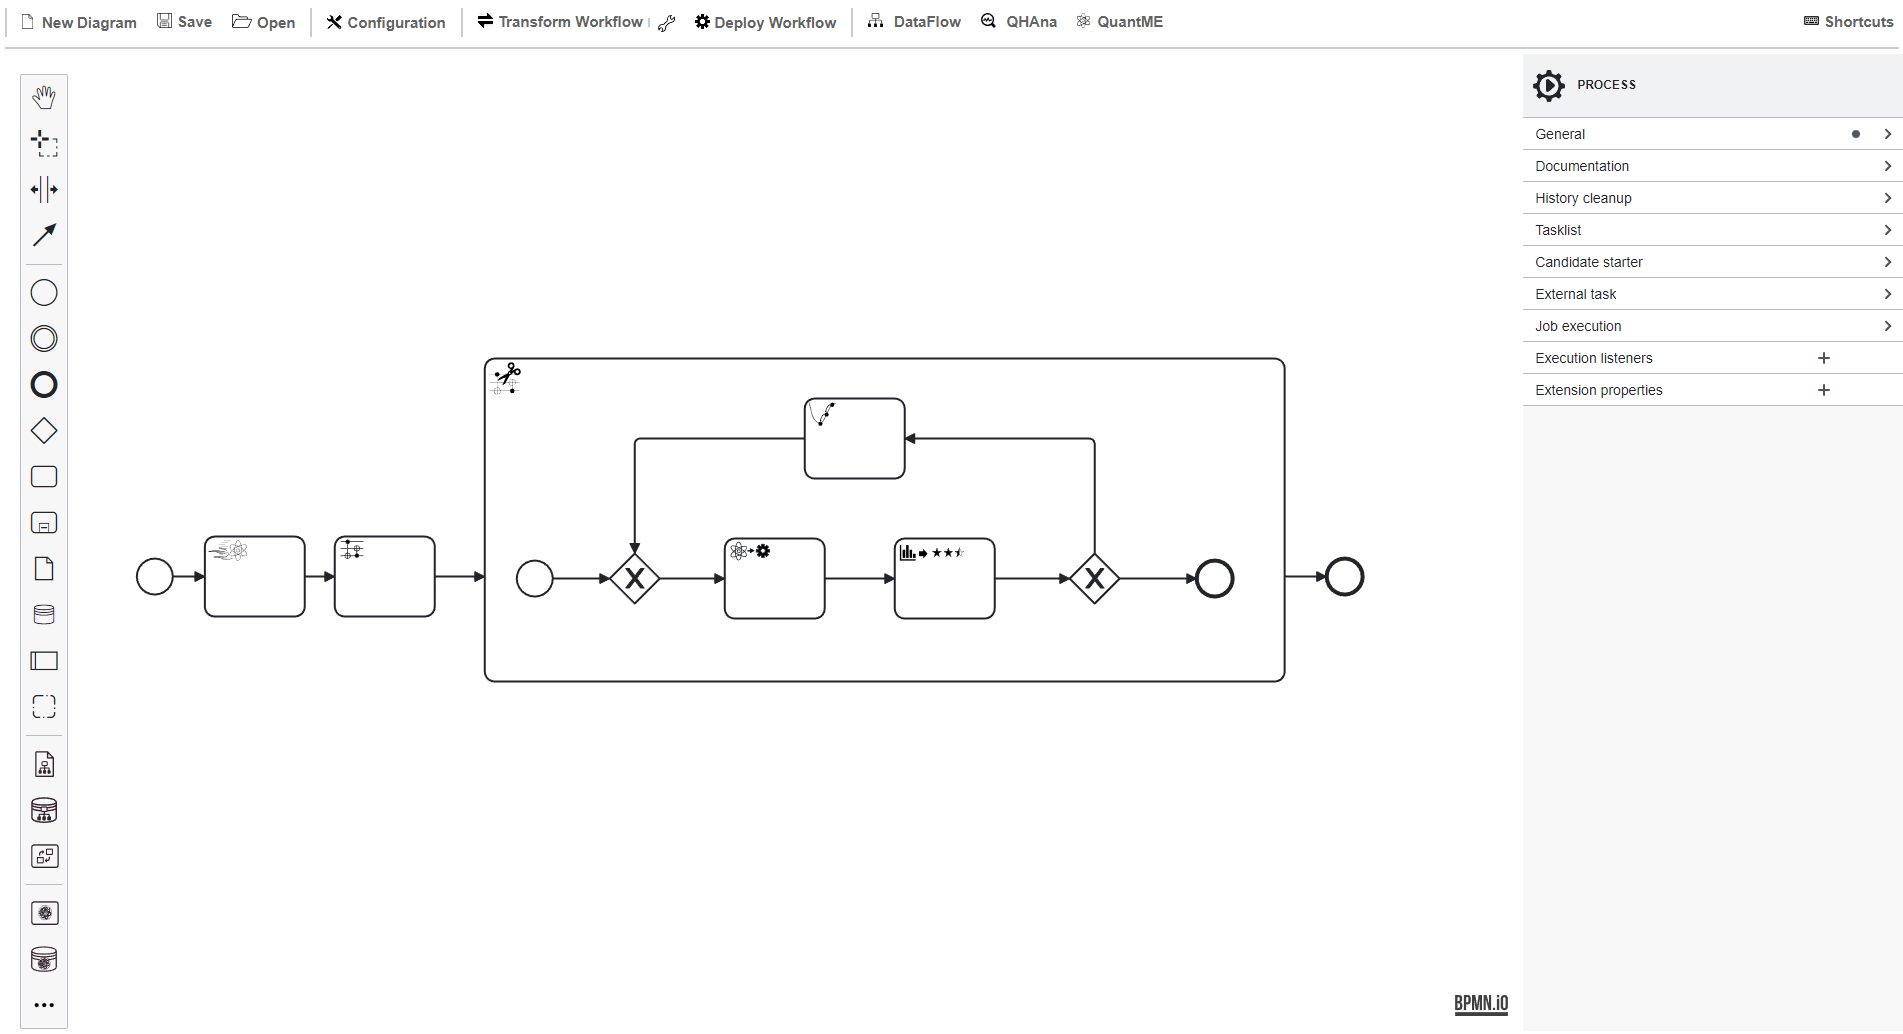 New Diagram Save Open Configuration Transform Workflow Deploy Workflow DataFlow QHAna QuantME Shortcuts
PROCESS
General
Documentation
History cleanup
Tasklist
Candidate starter
External task
Job execution
Execution listeners
Extension properties
BPMN.iO